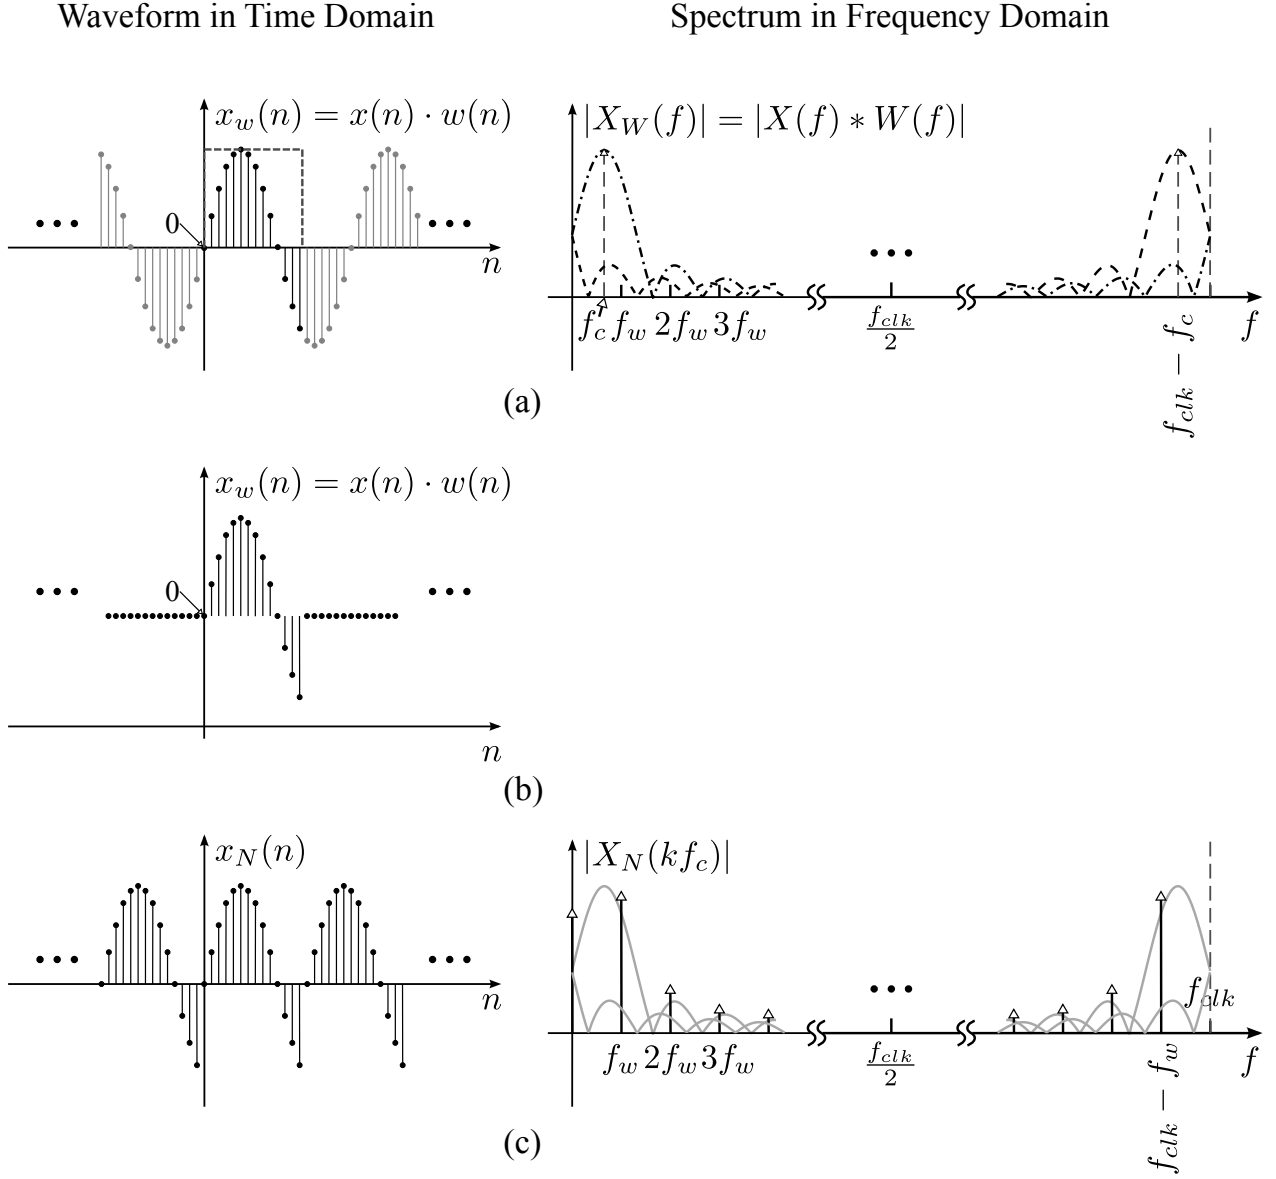 Waveform in Time Domain
Spectrum in Frequency Domain
x_w(n) = x(n) · w(n)
0
n
|X_W(f)| = |X(f) ∗ W(f)|
f_c f_w 2f_w 3f_w
f_clk/2
f_clk − f_c
f
(a)
x_w(n) = x(n) · w(n)
0
n
(b)
x_N(n)
n
|X_N(kf_c)|
f_w 2f_w 3f_w
f_clk/2
f_clk − f_w
f_clk
f
(c)